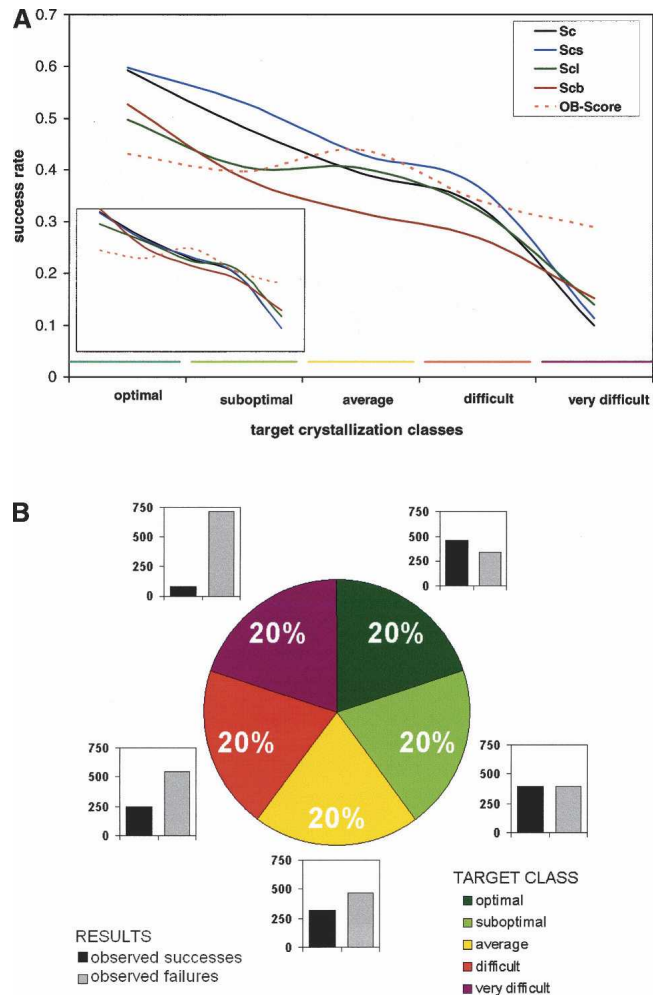 A
0.7
0.6
0.5
0.4
0.3
0.2
0.1
0
success rate
Sc
Scs
Scl
Scb
OB-Score
optimal
suboptimal
average
difficult
very difficult
target crystallization classes
B
750
500
250
0
750
500
250
0
20%
20%
20%
20%
20%
750
500
250
0
750
500
250
0
750
500
250
0
RESULTS
observed successes
observed failures
TARGET CLASS
optimal
suboptimal
average
difficult
very difficult